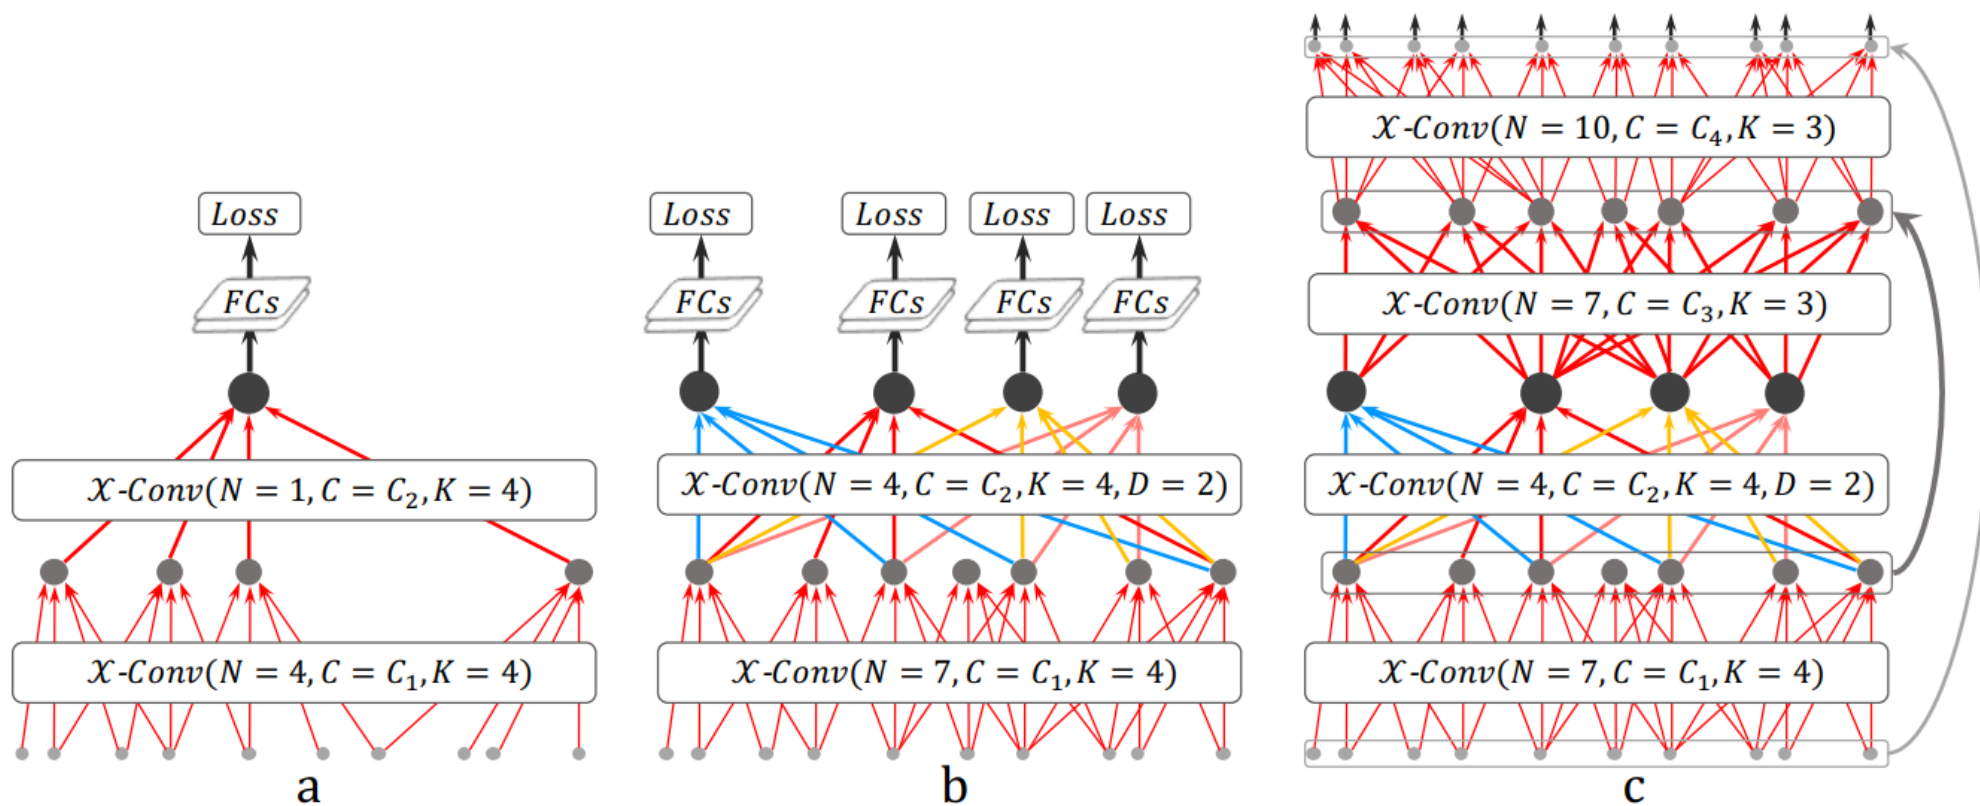 Loss
FCs
𝒳-Conv(N = 1, C = C₂, K = 4)
𝒳-Conv(N = 4, C = C₁, K = 4)
a
Loss Loss Loss Loss
FCs FCs FCs FCs
𝒳-Conv(N = 4, C = C₂, K = 4, D = 2)
𝒳-Conv(N = 7, C = C₁, K = 4)
b
𝒳-Conv(N = 10, C = C₄, K = 3)
𝒳-Conv(N = 7, C = C₃, K = 3)
𝒳-Conv(N = 4, C = C₂, K = 4, D = 2)
𝒳-Conv(N = 7, C = C₁, K = 4)
c